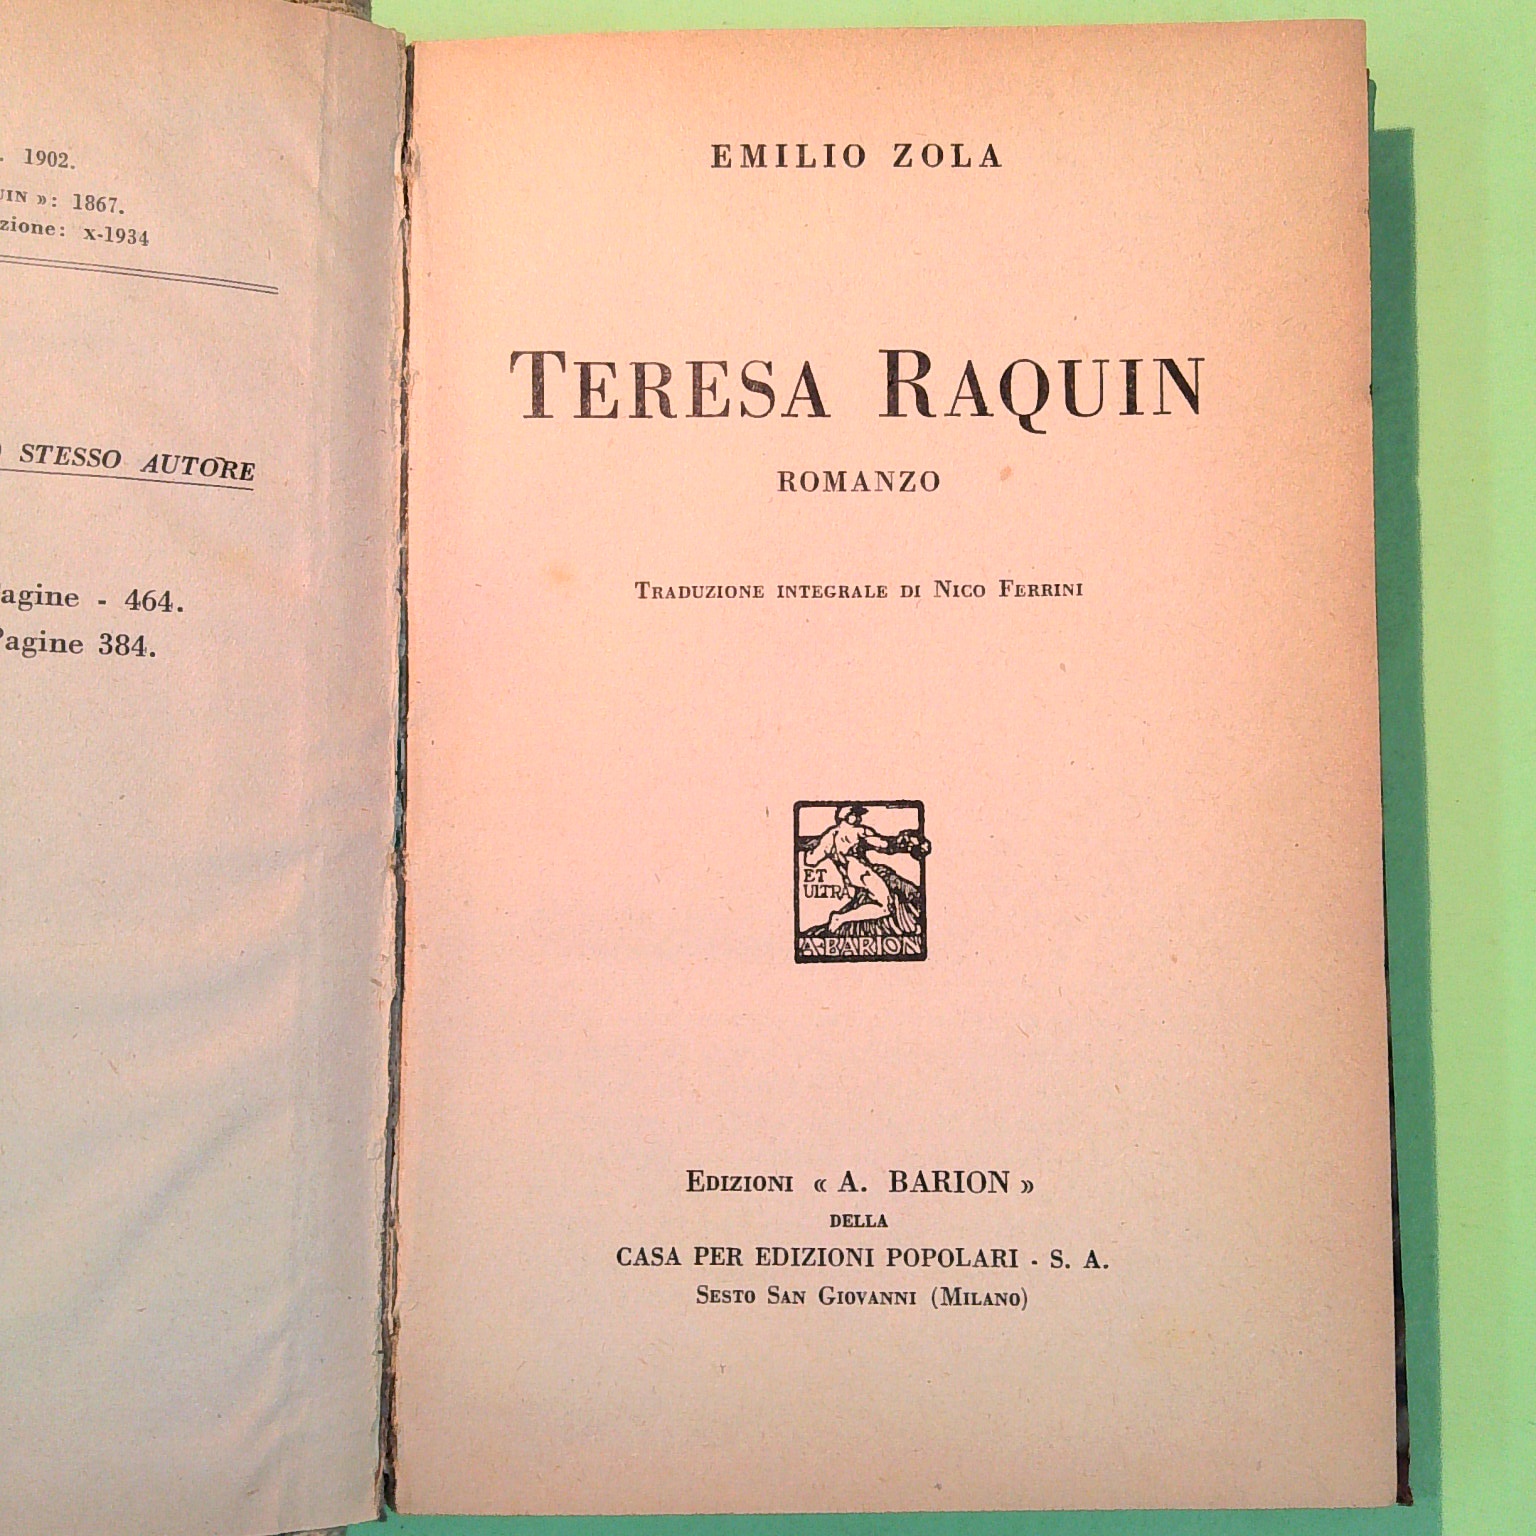 . 1902.
UIN »: 1867.
zione: x-1934
STESSO AUTORE
agine - 464.
Pagine 384.
EMILIO ZOLA
TERESA RAQUIN
ROMANZO
TRADUZIONE INTEGRALE DI NICO FERRINI
ET
ULTRA
A·BARION
EDIZIONI « A. BARION »
DELLA
CASA PER EDIZIONI POPOLARI - S. A.
SESTO SAN GIOVANNI (MILANO)